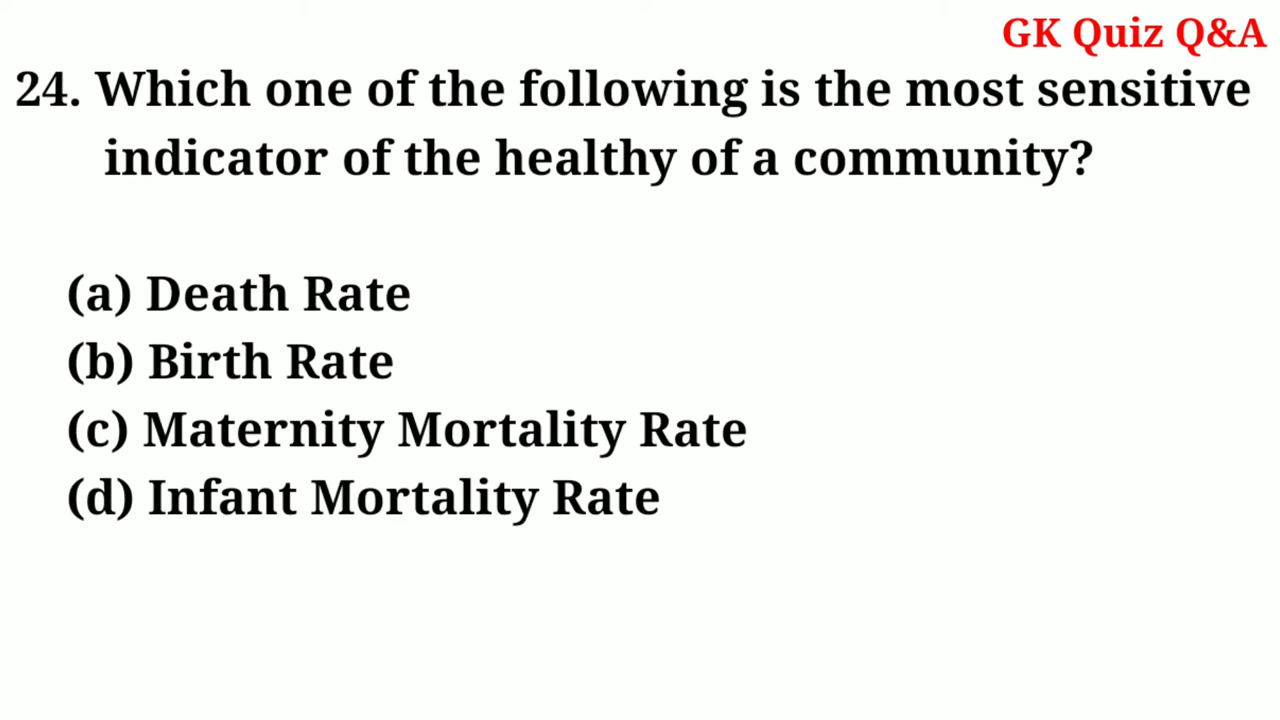 GK Quiz Q&A
24. Which one of the following is the most sensitive
indicator of the healthy of a community?
(a) Death Rate
(b) Birth Rate
(c) Maternity Mortality Rate
(d) Infant Mortality Rate